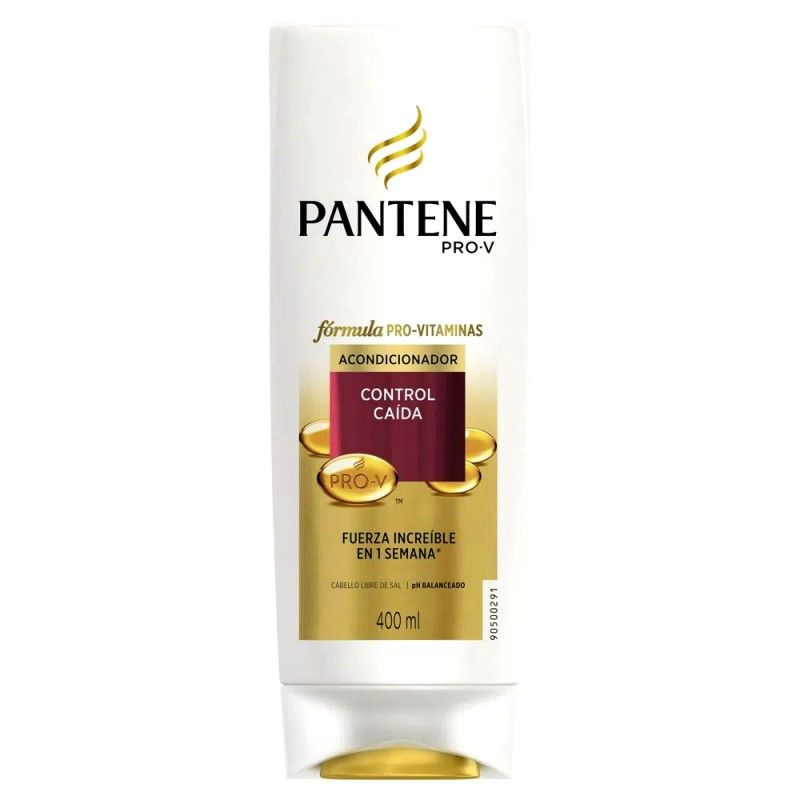 PANTENE
PRO·V
fórmula PRO-VITAMINAS
ACONDICIONADOR
CONTROL
CAÍDA
PRO-V
™
FUERZA INCREÍBLE
EN 1 SEMANA*
CABELLO LIBRE DE SAL | pH BALANCEADO
400 ml
90500291